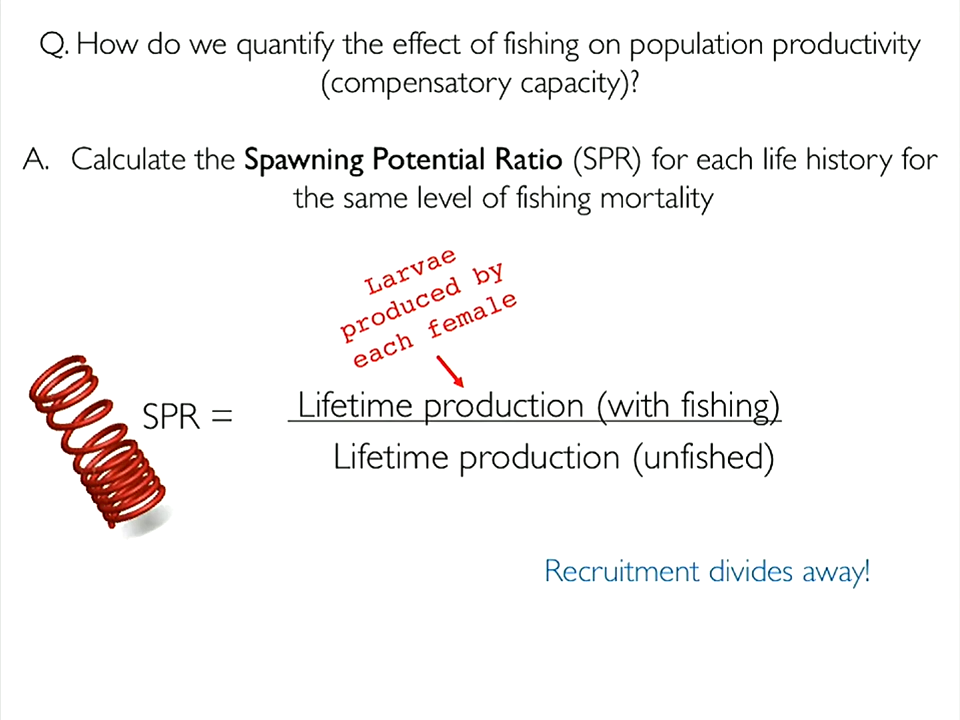 Q. How do we quantify the effect of fishing on population productivity
(compensatory capacity)?
A. Calculate the Spawning Potential Ratio (SPR) for each life history for
the same level of fishing mortality
Larvae
produced by
each female
SPR =
Lifetime production (with fishing)
Lifetime production (unfished)
Recruitment divides away!